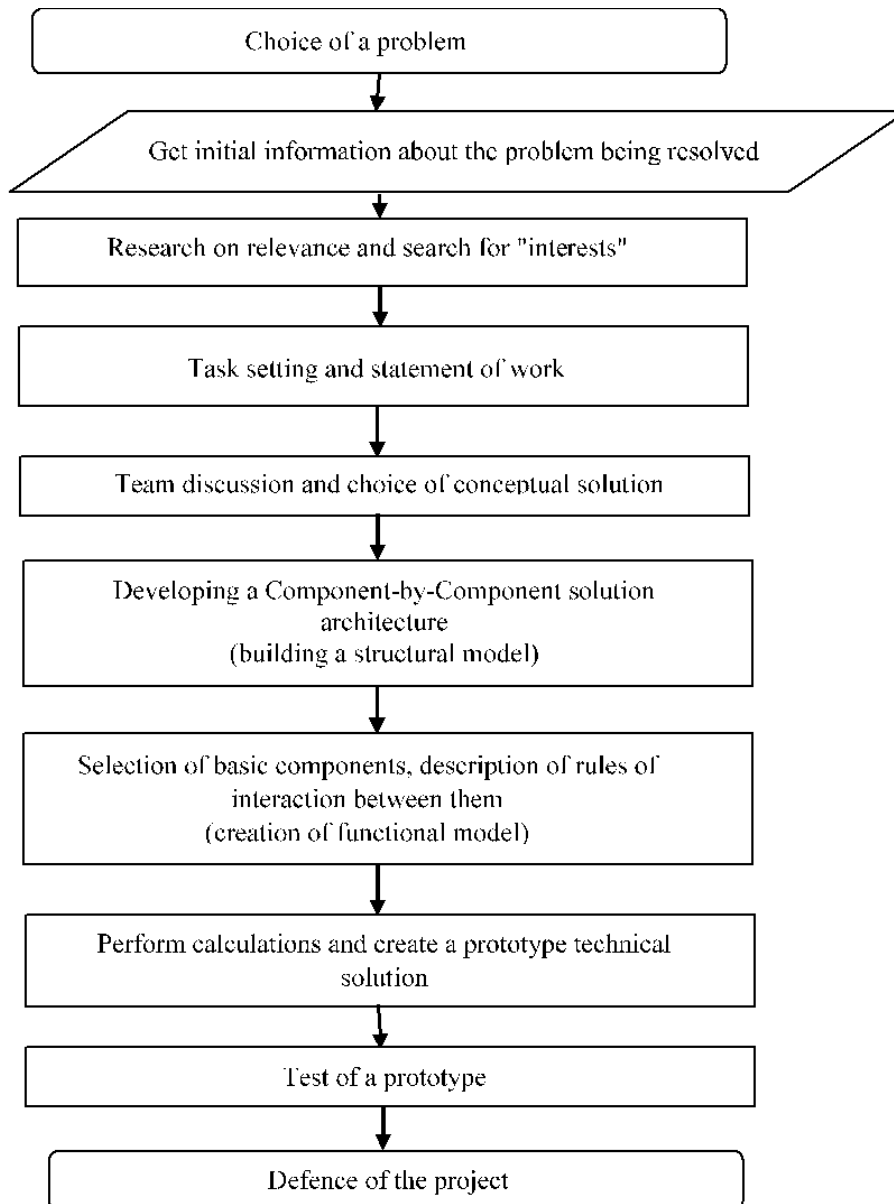 Choice of a problem
Get initial information about the problem being resolved
Research on relevance and search for "interests"
Task setting and statement of work
Team discussion and choice of conceptual solution
Developing a Component-by-Component solution
architecture
(building a structural model)
Selection of basic components, description of rules of
interaction between them
(creation of functional model)
Perform calculations and create a prototype technical
solution
Test of a prototype
Defence of the project